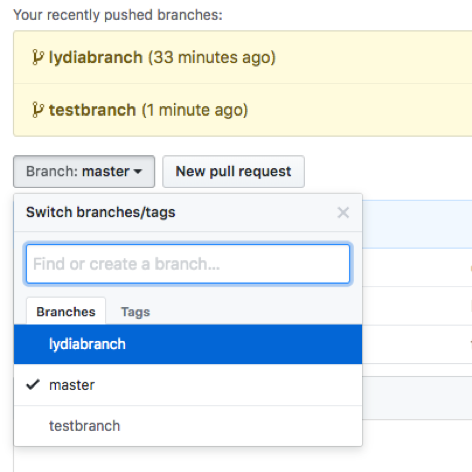 Your recently pushed branches:
lydiabranch (33 minutes ago)
testbranch (1 minute ago)
Branch: master New pull request
Switch branches/tags
Find or create a branch...
Branches Tags
lydiabranch
master
testbranch